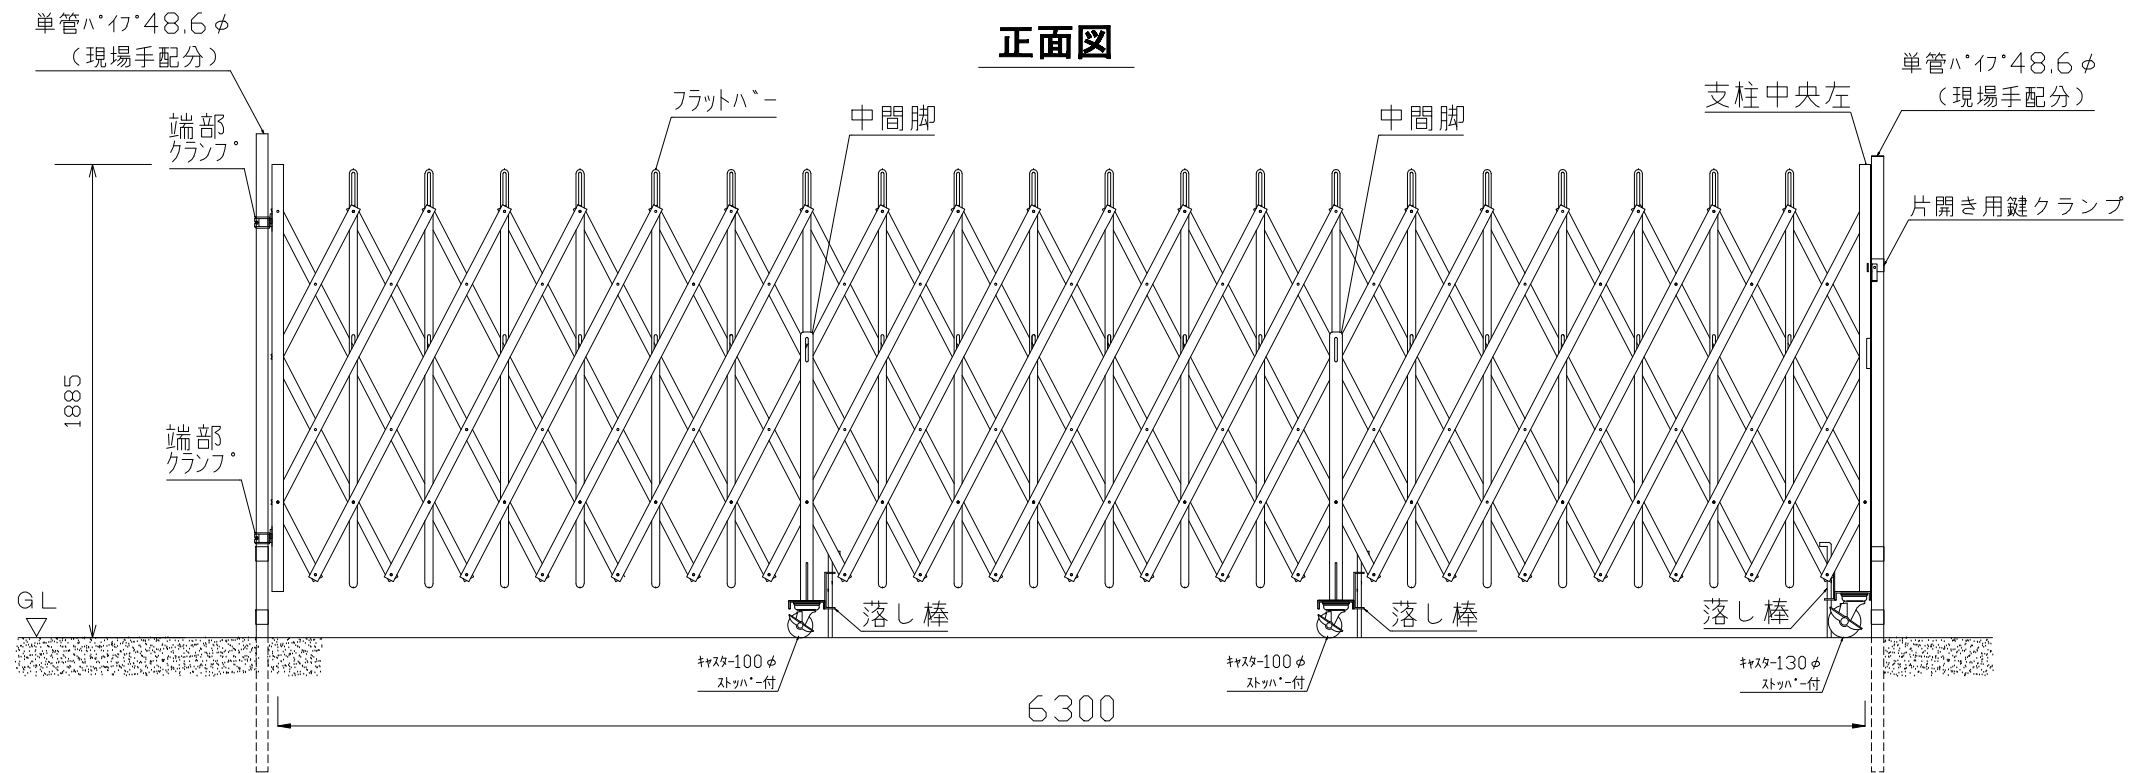 正面図
単管ﾊﾟｲﾌﾟ48.6φ
（現場手配分）
単管ﾊﾟｲﾌﾟ48.6φ
（現場手配分）
フラットバー
中間脚
中間脚
支柱中央左
端部
クランプ
片開き用鍵クランプ
1885
端部
クランプ
GL
落し棒
落し棒
落し棒
ｷｬｽﾀｰ100φ
ｽﾄｯﾊﾟｰ付
ｷｬｽﾀｰ100φ
ｽﾄｯﾊﾟｰ付
ｷｬｽﾀｰ130φ
ｽﾄｯﾊﾟｰ付
6300